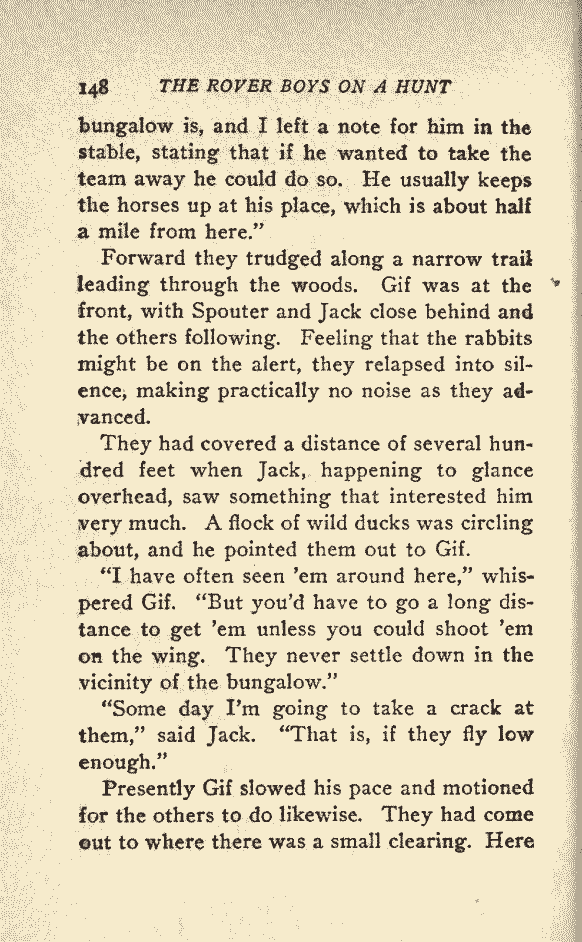 148 THE ROVER BOYS ON A HUNT
bungalow is, and I left a note for him in the
stable, stating that if he wanted to take the
team away he could do so. He usually keeps
the horses up at his place, which is about half
a mile from here.”
Forward they trudged along a narrow trail
leading through the woods. Gif was at the
front, with Spouter and Jack close behind and
the others following. Feeling that the rabbits
might be on the alert, they relapsed into sil-
ence, making practically no noise as they ad-
vanced.
They had covered a distance of several hun-
dred feet when Jack, happening to glance
overhead, saw something that interested him
very much. A flock of wild ducks was circling
about, and he pointed them out to Gif.
“I have often seen ’em around here,” whis-
pered Gif. “But you’d have to go a long dis-
tance to get ’em unless you could shoot ’em
on the wing. They never settle down in the
vicinity of the bungalow.”
“Some day I’m going to take a crack at
them,” said Jack. “That is, if they fly low
enough.”
Presently Gif slowed his pace and motioned
for the others to do likewise. They had come
out to where there was a small clearing. Here